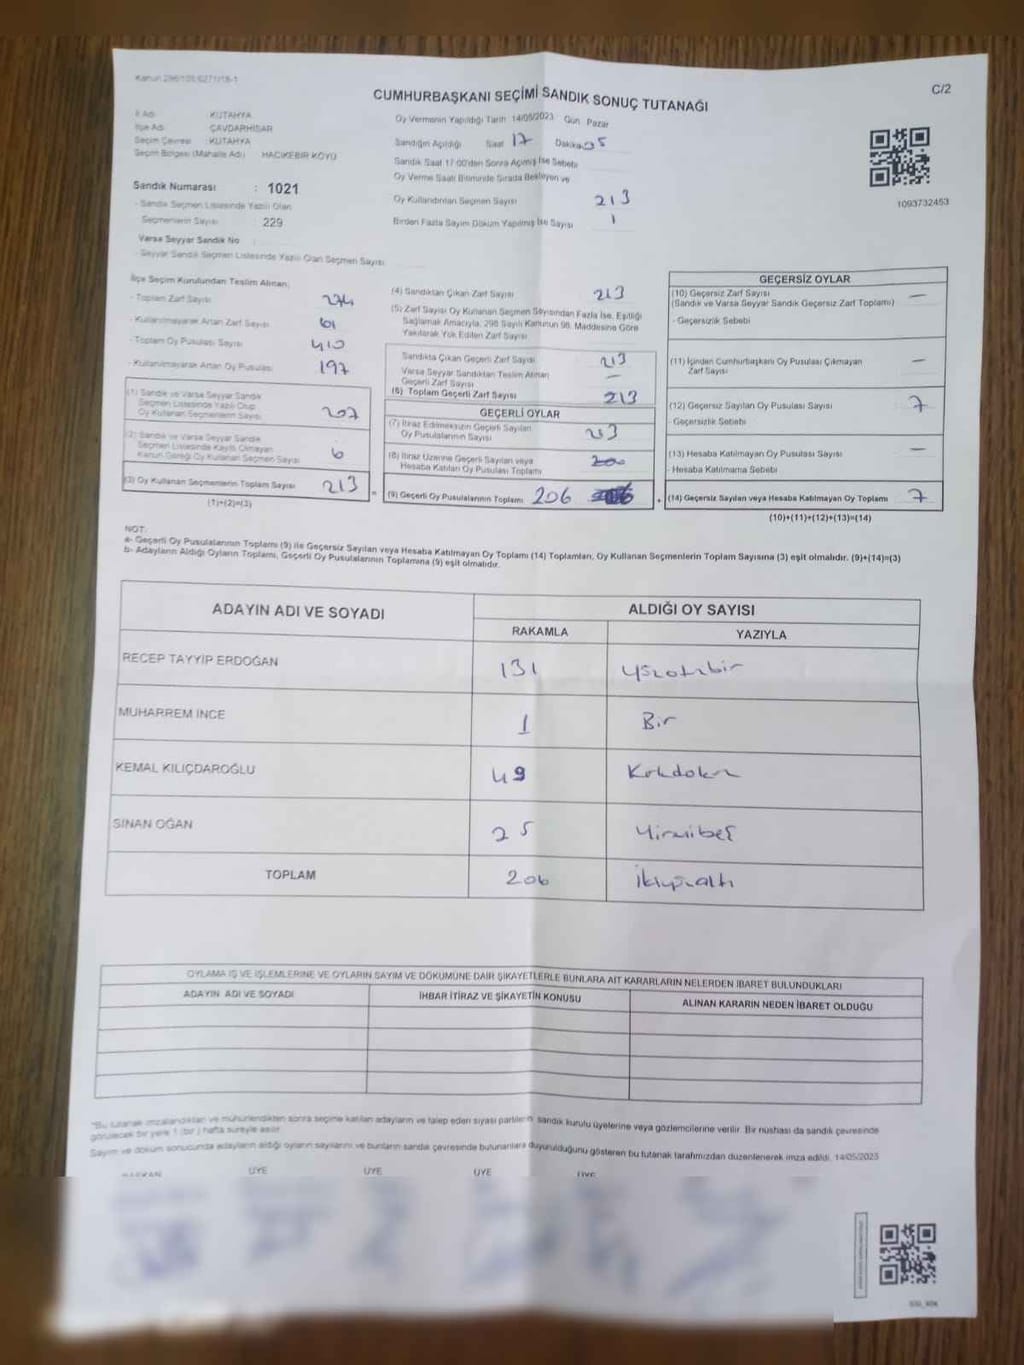 Kanun 298/105;6271/18-1
C/2
CUMHURBAŞKANI SEÇİMİ SANDIK SONUÇ TUTANAĞI
İl Adı : KÜTAHYA
İlçe Adı : ÇAVDARHİSAR
Seçim Çevresi : KÜTAHYA
Seçim Bölgesi (Mahalle Adı) HACIKEBİR KÖYÜ
Sandık Numarası : 1021
- Sandık Seçmen Listesinde Yazılı Olan
Seçmenlerin Sayısı 229
Varsa Seyyar Sandık No
- Seyyar Sandık Seçmen Listesinde Yazılı Olan Seçmen Sayısı
Oy Vermenin Yapıldığı Tarih 14/05/2023 Gün Pazar
Sandığın Açıldığı Saat 17 Dakika 05
Sandık Saat 17:00'den Sonra Açılmış İse Sebebi
Oy Verme Saati Bitiminde Sırada Bekleyen ve
Oy Kullandırılan Seçmen Sayısı 213
Birden Fazla Sayım Döküm Yapılmış İse Sayısı 1
1093732453
İlçe Seçim Kurulundan Teslim Alınan;
- Toplam Zarf Sayısı 274
- Kullanılmayarak Artan Zarf Sayısı 61
- Toplam Oy Pusulası Sayısı 410
- Kullanılmayarak Artan Oy Pusulası 197
(1) Sandık ve Varsa Seyyar Sandık
Seçmen Listesinde Yazılı Olup
Oy Kullanan Seçmenlerin Sayısı 207
(2) Sandık ve Varsa Seyyar Sandık
Seçmen Listesinde Kayıtlı Olmayan
Kanun Gereği Oy Kullanan Seçmen Sayısı 6
(3) Oy Kullanan Seçmenlerin Toplam Sayısı 213
(1)+(2)=(3)
(4) Sandıktan Çıkan Zarf Sayısı 213
(5) Zarf Sayısı Oy Kullanan Seçmen Sayısından Fazla İse, Eşitliği
Sağlamak Amacıyla, 298 Sayılı Kanunun 98. Maddesine Göre
Yakılarak Yok Edilen Zarf Sayısı
Sandıkta Çıkan Geçerli Zarf Sayısı 213
Varsa Seyyar Sandıktan Teslim Alınan
Geçerli Zarf Sayısı —
(6) Toplam Geçerli Zarf Sayısı 213
GEÇERLİ OYLAR
(7) İtiraz Edilmeksizin Geçerli Sayılan
Oy Pusulalarının Sayısı 213
(8) İtiraz Üzerine Geçerli Sayılan veya
Hesaba Katılan Oy Pusulası Toplamı
= (9) Geçerli Oy Pusulalarının Toplamı 206
GEÇERSİZ OYLAR
(10) Geçersiz Zarf Sayısı —
(Sandık ve Varsa Seyyar Sandık Geçersiz Zarf Toplamı)
- Geçersizlik Sebebi
(11) İçinden Cumhurbaşkanı Oy Pusulası Çıkmayan
Zarf Sayısı —
(12) Geçersiz Sayılan Oy Pusulası Sayısı 7
- Geçersizlik Sebebi
(13) Hesaba Katılmayan Oy Pusulası Sayısı —
- Hesaba Katılmama Sebebi
+ (14) Geçersiz Sayılan veya Hesaba Katılmayan Oy Toplamı 7
(10)+(11)+(12)+(13)=(14)
NOT:
a- Geçerli Oy Pusulalarının Toplamı (9) ile Geçersiz Sayılan veya Hesaba Katılmayan Oy Toplamı (14) Toplamları, Oy Kullanan Seçmenlerin Toplam Sayısına (3) eşit olmalıdır. (9)+(14)=(3)
b- Adayların Aldığı Oyların Toplamı, Geçerli Oy Pusulalarının Toplamına (9) eşit olmalıdır.
ADAYIN ADI VE SOYADI ALDIĞI OY SAYISI
RAKAMLA YAZIYLA
RECEP TAYYİP ERDOĞAN 131 yüzotuzbir
MUHARREM İNCE 1 Bir
KEMAL KILIÇDAROĞLU 49 Kırkdokuz
SİNAN OĞAN 25 Yirmibeş
TOPLAM 206 İkiyüzaltı
OYLAMA İŞ VE İŞLEMLERİNE VE OYLARIN SAYIM VE DÖKÜMÜNE DAİR ŞİKAYETLERLE BUNLARA AİT KARARLARIN NELERDEN İBARET BULUNDUKLARI
ADAYIN ADI VE SOYADI İHBAR İTİRAZ VE ŞİKAYETİN KONUSU ALINAN KARARIN NEDEN İBARET OLDUĞU
"Bu tutanak imzalandıktan ve mühürlendikten sonra seçime katılan adayların ve talep eden siyasi partilerin sandık kurulu üyelerine veya gözlemcilerine verilir. Bir nüshası da sandık çevresinde
görülecek bir yere 1 (bir) hafta süreyle asılır.
Sayım ve döküm sonucunda adayların aldığı oyların sayılarını ve bunların sandık çevresinde bulunanlara duyurulduğunu gösteren bu tutanak tarafımızdan düzenlenerek imza edildi. 14/05/2023
BAŞKAN ÜYE ÜYE ÜYE ÜYE